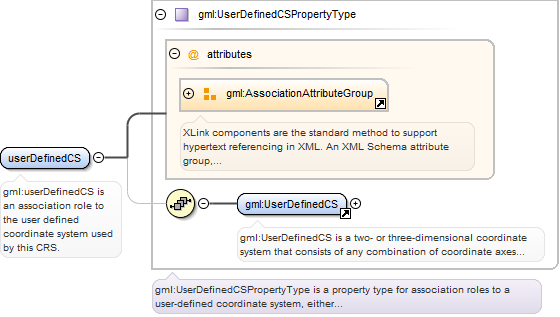 gml:UserDefinedCSPropertyType
@ attributes
gml:AssociationAttributeGroup
XLink components are the standard method to support
hypertext referencing in XML. An XML Schema attribute
group,...
userDefinedCS
gml:userDefinedCS is
an association role to
the user defined
coordinate system used
by this CRS.
gml:UserDefinedCS
gml:UserDefinedCS is a two- or three-dimensional coordinate
system that consists of any combination of coordinate axes...
gml:UserDefinedCSPropertyType is a property type for association roles to a
user-defined coordinate system, either...